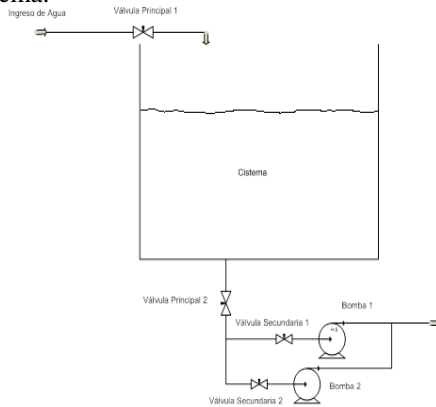 Ingreso de Agua
Válvula Principal 1
Cisterna
Válvula Principal 2
Bomba 1
Válvula Secundaria 1
Bomba 2
Válvula Secundaria 2